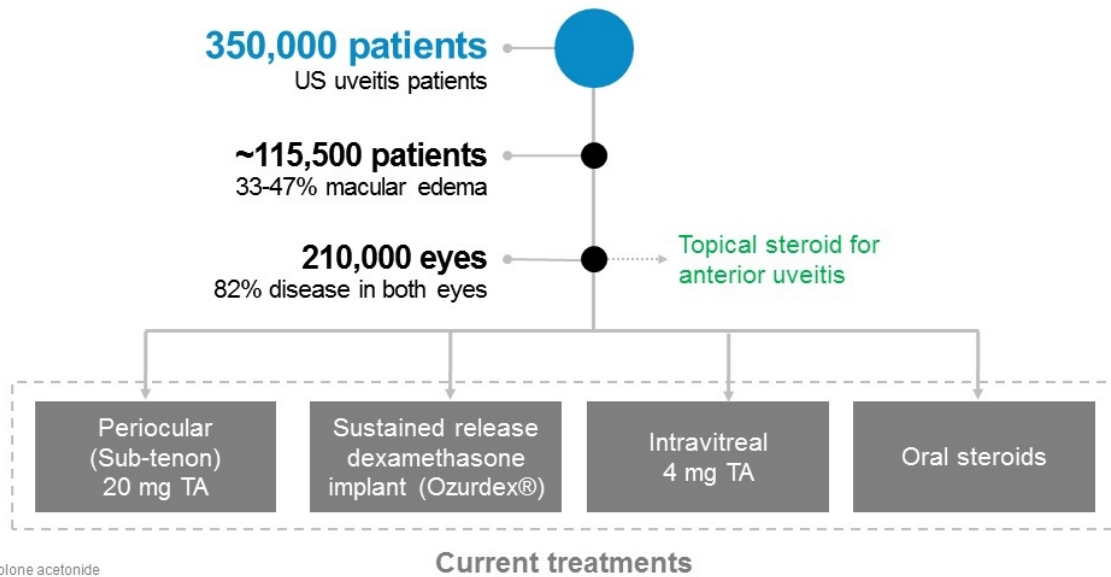 350,000 patients
US uveitis patients
~115,500 patients
33-47% macular edema
210,000 eyes
82% disease in both eyes
Topical steroid for
anterior uveitis
Periocular
(Sub-tenon)
20 mg TA
Sustained release
dexamethasone
implant (Ozurdex®)
Intravitreal
4 mg TA
Oral steroids
Current treatments
olone acetonide